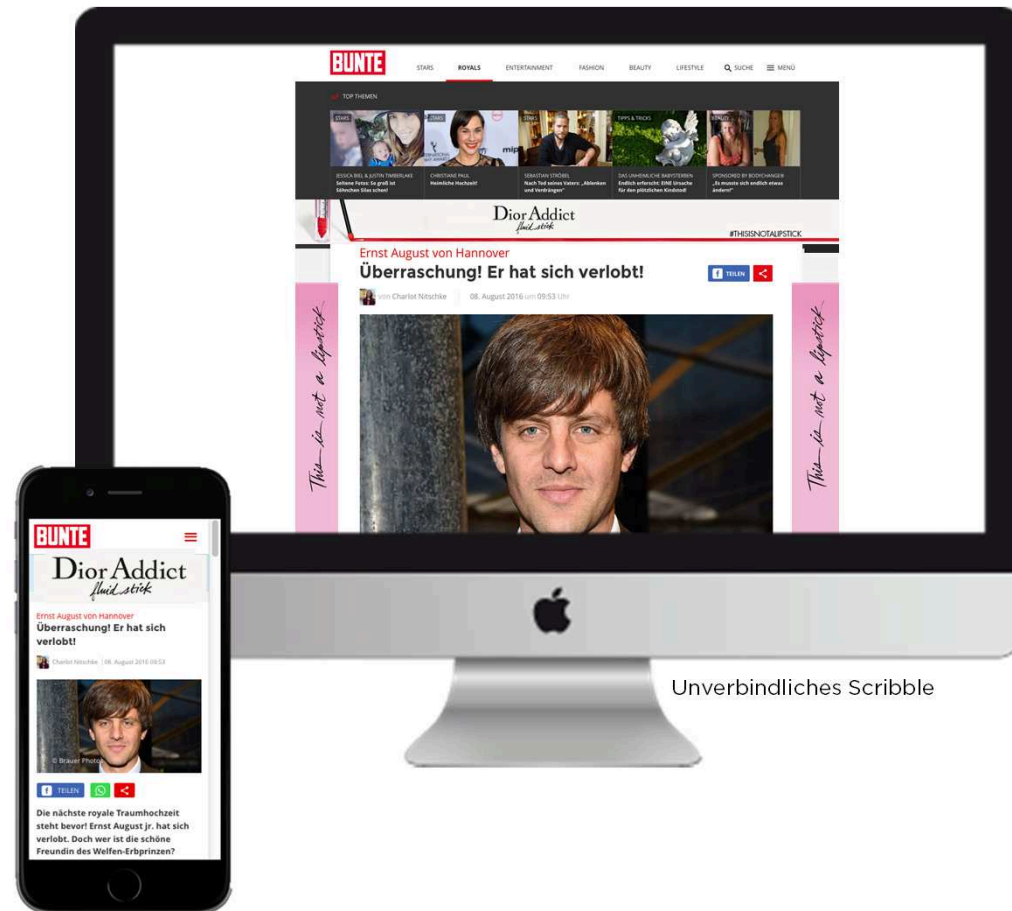 BUNTE
STARS ROYALS ENTERTAINMENT FASHION BEAUTY LIFESTYLE SUCHE MENÜ
TOP THEMEN
STARS STARS STARS TIPPS & TRICKS BEAUTY
JESSICA BIEL & JUSTIN TIMBERLAKE
Seltene Fotos: So groß ist
Söhnchen Silas schon!
CHRISTIANE PAUL
Heimliche Hochzeit!
SEBASTIAN STRÖBEL
Nach Tod seines Vaters: „Ablenken
und Verdrängen“
DAS UNHEIMLICHE BABYSTERBEN
Endlich erforscht: EINE Ursache
für den plötzlichen Kindstod!
SPONSORED BY BODYCHANGE®
„Es musste sich endlich etwas
ändern!“
Dior Addict
fluid stick
#THISISNOTALIPSTICK
Ernst August von Hannover
Überraschung! Er hat sich verlobt!
TEILEN
von Charlot Nitschke 08. August 2016 um 09:53 Uhr
This is not a lipstick
This is not a lipstick
BUNTE
Dior Addict
fluid stick
Ernst August von Hannover
Überraschung! Er hat sich
verlobt!
Charlot Nitschke 08. August 2016 09:53
© Brauer Photos
TEILEN
Die nächste royale Traumhochzeit
steht bevor! Ernst August jr. hat sich
verlobt. Doch wer ist die schöne
Freundin des Welfen-Erbprinzen?
Unverbindliches Scribble